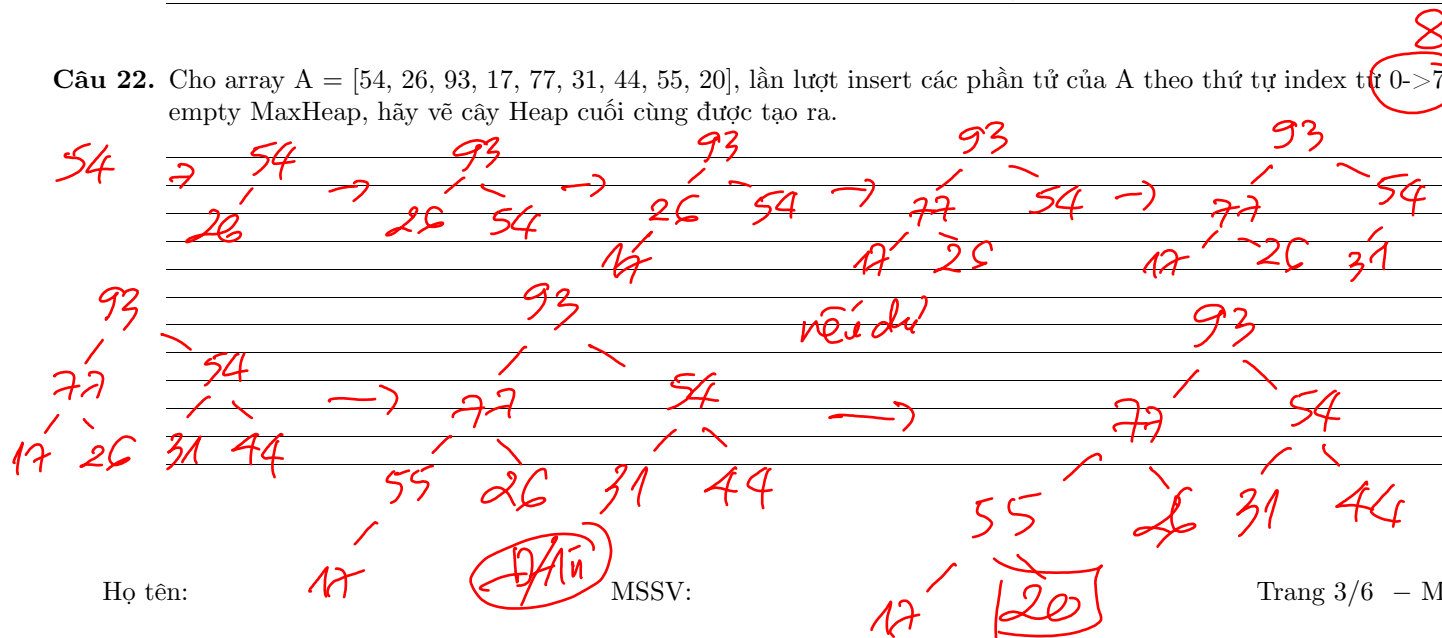 8
Câu 22. Cho array A = [54, 26, 93, 17, 77, 31, 44, 55, 20], lần lượt insert các phần tử của A theo thứ tự index từ 0->7
empty MaxHeap, hãy vẽ cây Heap cuối cùng được tạo ra.
54 → 54 → 93 → 93 → 93 → 93
26 26 54 26 54 77 54 77 54
17 17 26 17 26 31
93 93 93
77 54 → 77 54 → 77 54
17 26 31 44 55 26 31 44 55 26 31 44
17 17 20
Họ tên: MSSV: Trang 3/6 − M